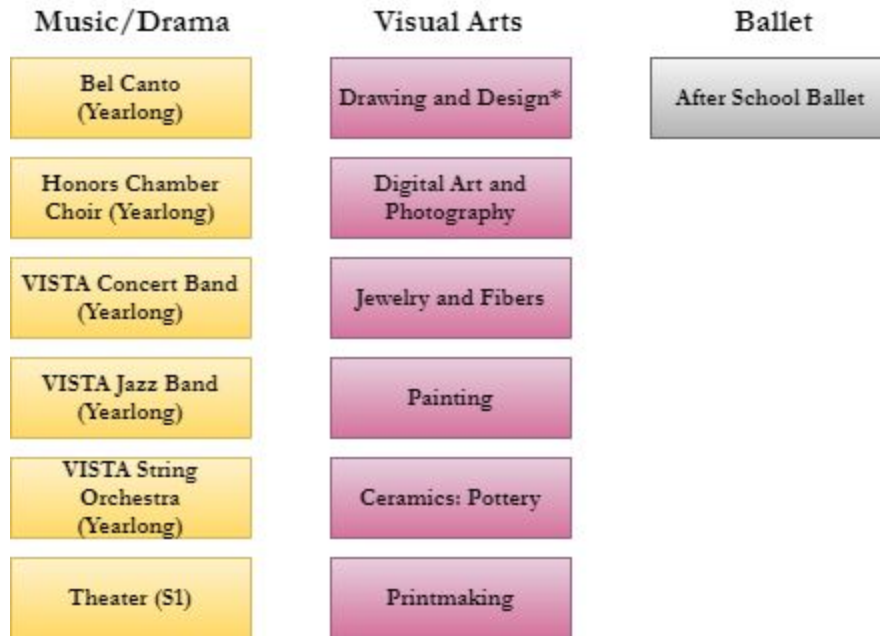 Music/Drama
Bel Canto
(Yearlong)
Honors Chamber
Choir (Yearlong)
VISTA Concert Band
(Yearlong)
VISTA Jazz Band
(Yearlong)
VISTA String
Orchestra
(Yearlong)
Theater (S1)
Visual Arts
Drawing and Design*
Digital Art and
Photography
Jewelry and Fibers
Painting
Ceramics: Pottery
Printmaking
Ballet
After School Ballet